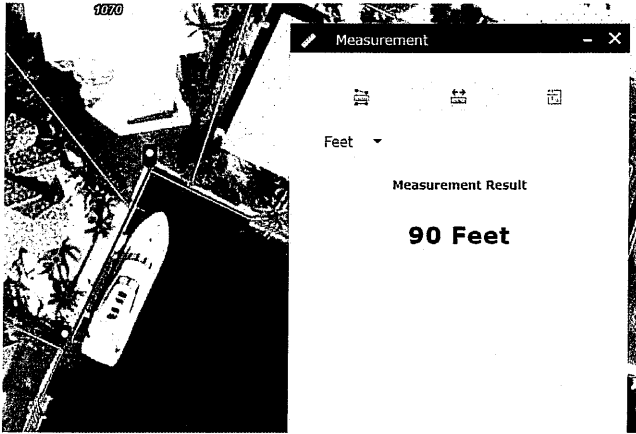 1070
Measurement
Feet
Measurement Result
90 Feet